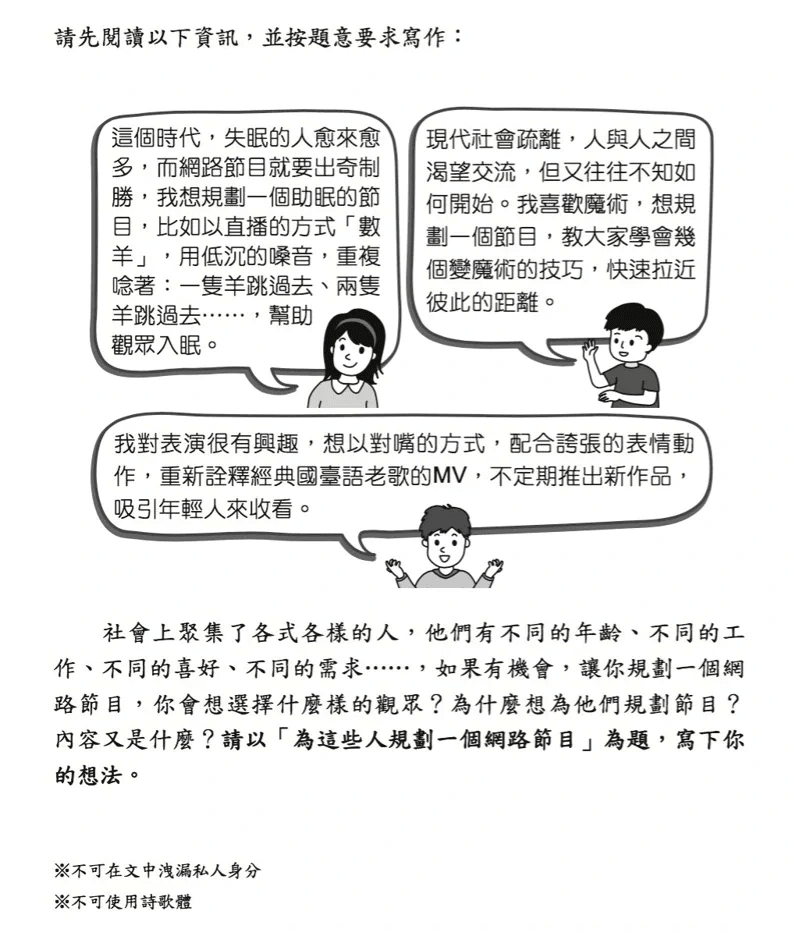 請先閱讀以下資訊，並按題意要求寫作：
這個時代，失眠的人愈來愈
多，而網路節目就要出奇制
勝，我想規劃一個助眠的節
目，比如以直播的方式「數
羊」，用低沉的嗓音，重複
唸著：一隻羊跳過去、兩隻
羊跳過去……，幫助
觀眾入眠。
現代社會疏離，人與人之間
渴望交流，但又往往不知如
何開始。我喜歡魔術，想規
劃一個節目，教大家學會幾
個變魔術的技巧，快速拉近
彼此的距離。
我對表演很有興趣，想以對嘴的方式，配合誇張的表情動
作，重新詮釋經典國臺語老歌的MV，不定期推出新作品，
吸引年輕人來收看。
社會上聚集了各式各樣的人，他們有不同的年齡、不同的工
作、不同的喜好、不同的需求……，如果有機會，讓你規劃一個網
路節目，你會想選擇什麼樣的觀眾？為什麼想為他們規劃節目？
內容又是什麼？請以「為這些人規劃一個網路節目」為題，寫下你
的想法。
※不可在文中洩漏私人身分
※不可使用詩歌體